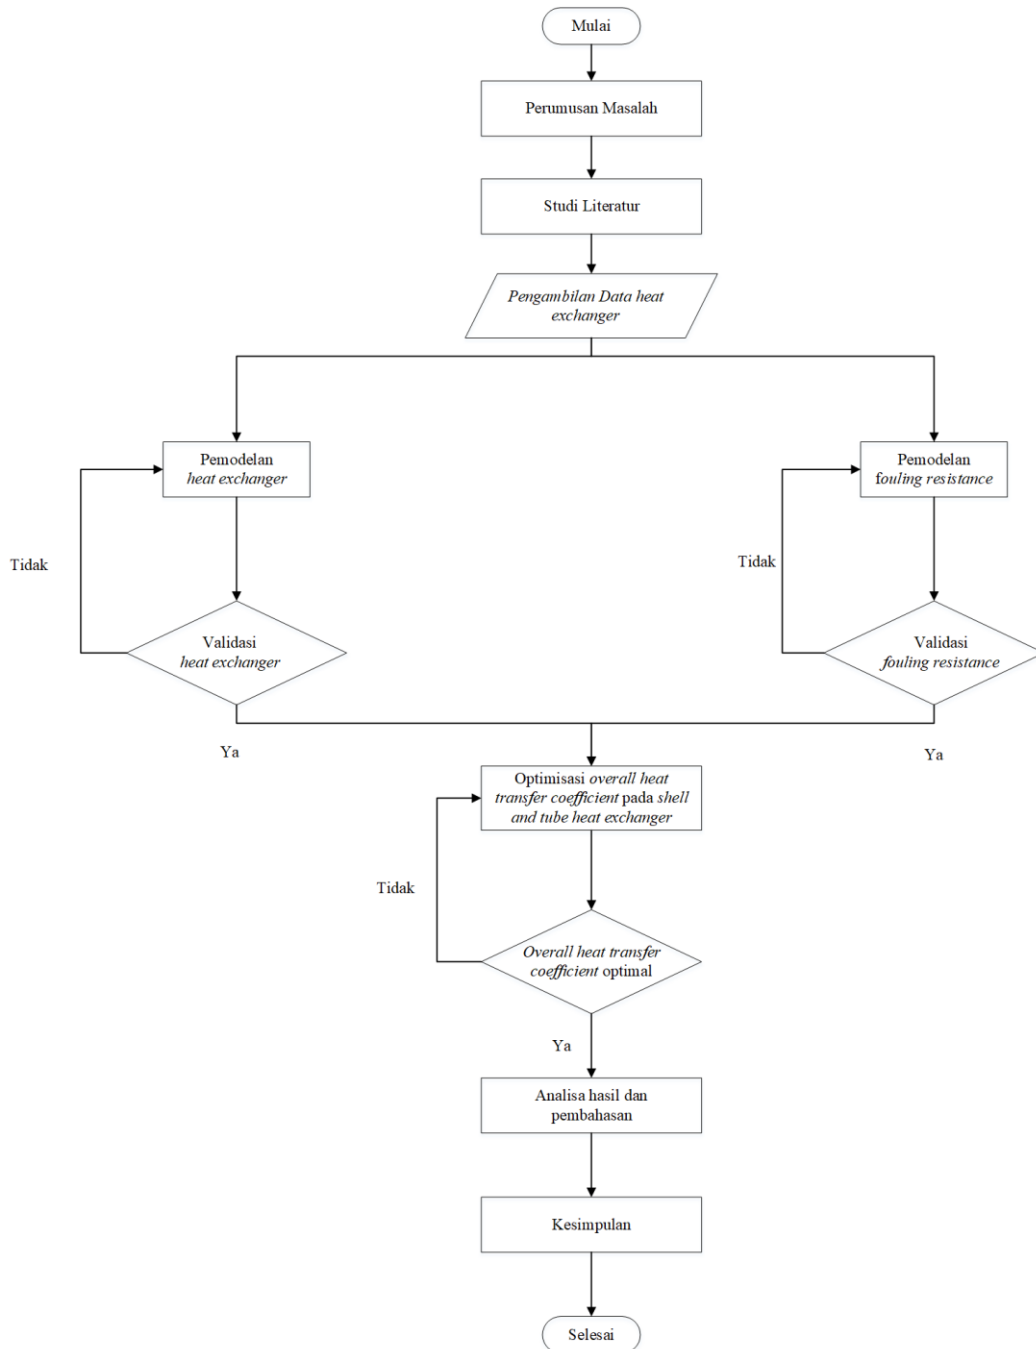 Mulai
Perumusan Masalah
Studi Literatur
Pengambilan Data heat
exchanger
Pemodelan
heat exchanger
Pemodelan
fouling resistance
Tidak
Tidak
Validasi
heat exchanger
Validasi
fouling resistance
Ya
Ya
Optimisasi overall heat
transfer coefficient pada shell
and tube heat exchanger
Tidak
Overall heat transfer
coefficient optimal
Ya
Analisa hasil dan
pembahasan
Kesimpulan
Selesai